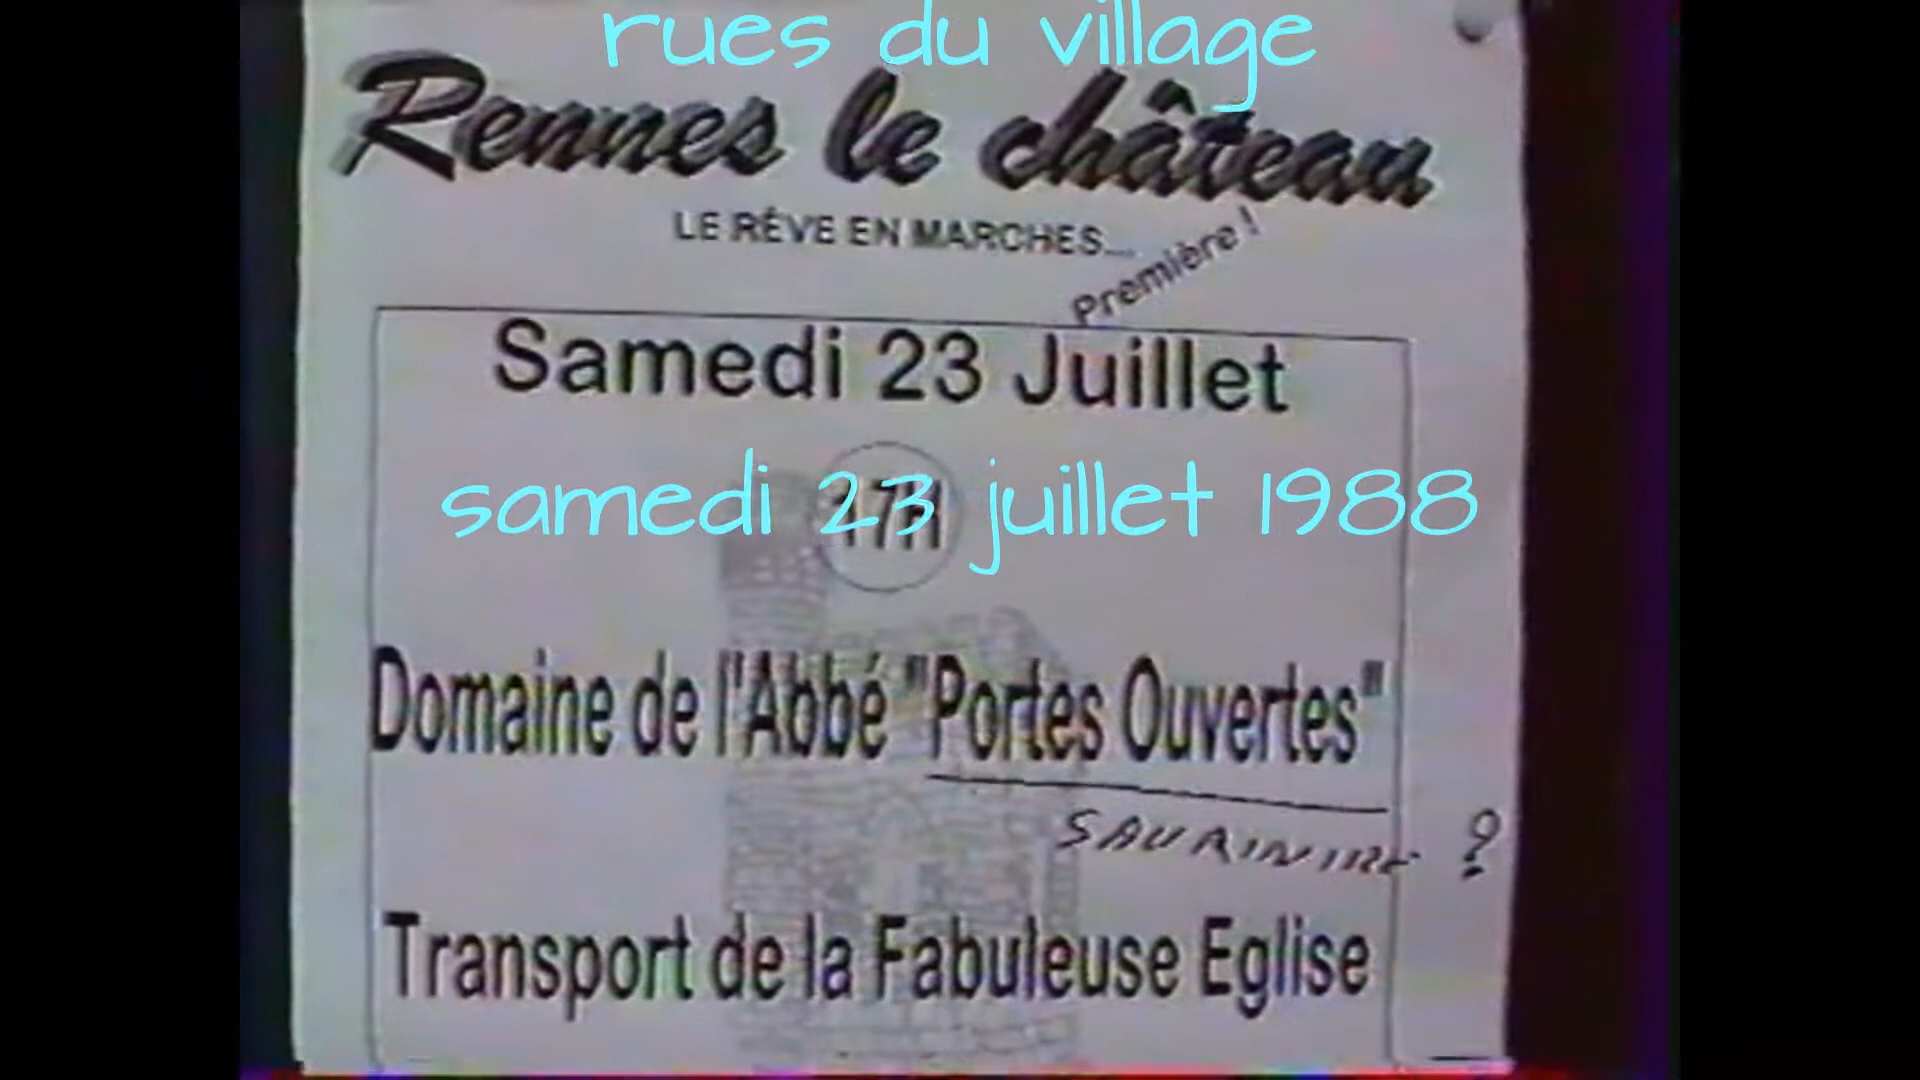 rues du village
Rennes le château
LE RÊVE EN MARCHES...
Première !
Samedi 23 Juillet
17H
samedi 23 juillet 1988
Domaine de l'Abbé "Portes Ouvertes"
?
Transport de la Fabuleuse Eglise